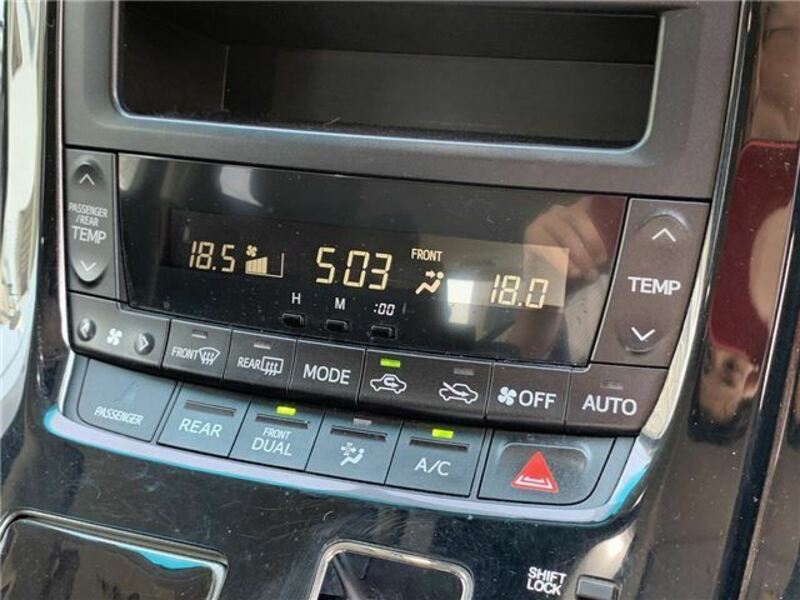 PASSENGER
/REAR
TEMP
18.5
5:03
FRONT
18.0
TEMP
H
M
:00
FRONT
REAR
MODE
OFF
AUTO
PASSENGER
REAR
FRONT
DUAL
A/C
SHIFT
LOCK